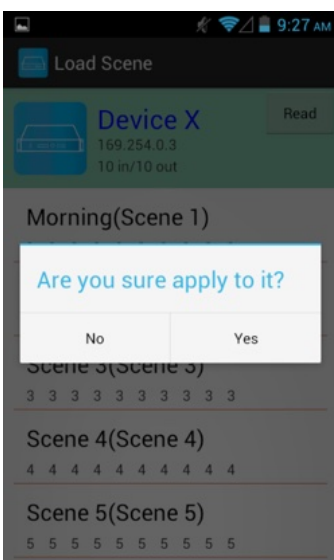 9:27 AM
Load Scene
Device X
Read
169.254.0.3
10 in/10 out
Morning(Scene 1)
Are you sure apply to it?
No
Yes
Scene 3(Scene 3)
3 3 3 3 3 3 3 3 3 3
Scene 4(Scene 4)
4 4 4 4 4 4 4 4 4 4
Scene 5(Scene 5)
5 5 5 5 5 5 5 5 5 5